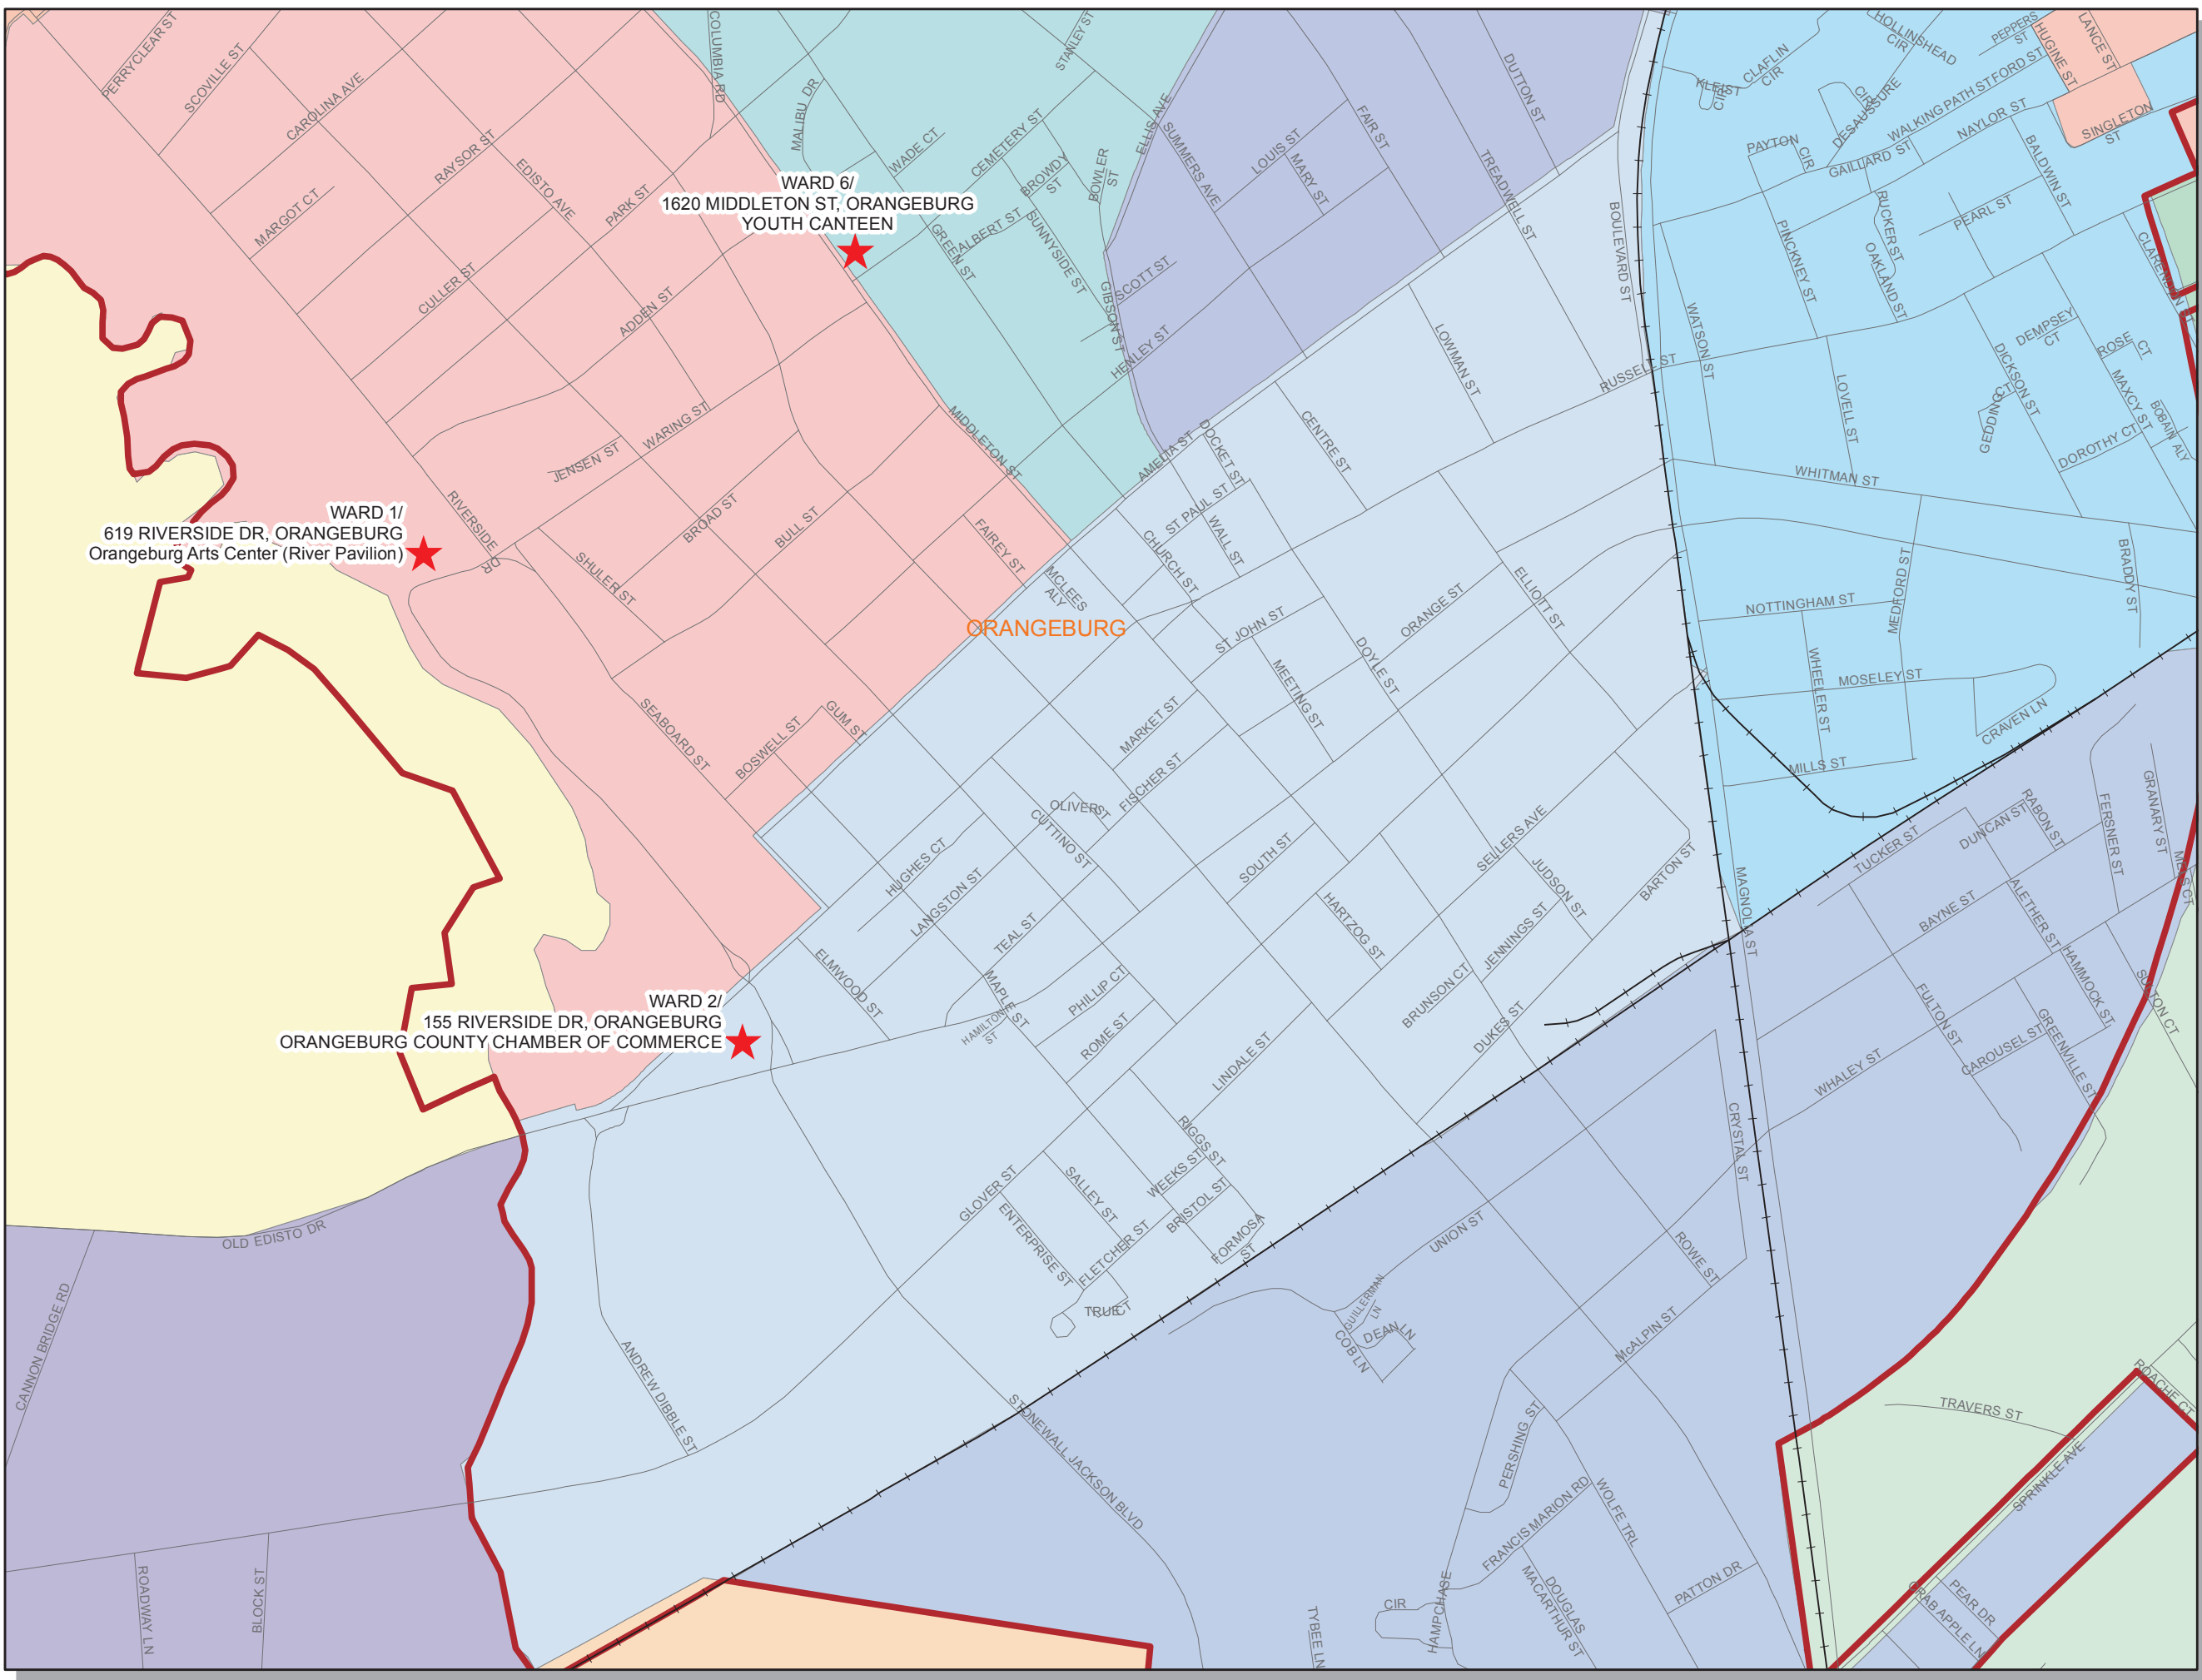 PERRYCLEAR ST
SCOVILLE ST
CAROLINA AVE
RAYSOR ST
EDISTO AVE
PARK ST
MARGOT CT
CULLER ST
ADDEN ST
COLUMBIA RD
STANLEY ST
MALIBU DR
WADE CT
CEMETERY ST
BROWDY
ST
BOWLER
ST
ELLIS AVE
SUMMERS AVE
LOUIS ST
MARY ST
FAIR ST
DUTTON ST
TREADWELL ST
BOULEVARD ST
WARD 6/
1620 MIDDLETON ST, ORANGEBURG
YOUTH CANTEEN
GREEN ST
ALBERT ST
SUNNYSIDE ST
SCOTT ST
GIBSON ST
HENLEY ST
KLEIST
CIR
CLAFLIN
CIR
HOLLINSHEAD
CIR
PEPPERS
ST
HUGINE ST
LANCE ST
CIR
DESAUSSURE
WALKING PATH ST
FORD ST
NAYLOR ST
SINGLETON
ST
PAYTON
CIR
GAILLARD ST
BALDWIN ST
RUCKER ST
PEARL ST
PINCKNEY ST
OAKLAND ST
CLARENDON ST
WATSON ST
DEMPSEY
CT
ROSE CT
DICKSON ST
MAXCY ST
LOVELL ST
GEDDING CT
DOROTHY CT
BOBAIN ALY
LOWMAN ST
RUSSELL ST
CENTRE ST
WHITMAN ST
JENSEN ST
WARING ST
MIDDLETON ST
AMELIA ST
DOCKET ST
ST PAUL ST
WALL ST
CHURCH ST
RIVERSIDE
DR
WARD 1/
619 RIVERSIDE DR, ORANGEBURG
Orangeburg Arts Center (River Pavilion)
BROAD ST
BULL ST
SHULER ST
FAIREY ST
MCLEES
ALY
ORANGEBURG
ST JOHN ST
ORANGE ST
ELLIOTT ST
DOYLE ST
MEETING ST
MARKET ST
FISCHER ST
NOTTINGHAM ST
MEDFORD ST
BRADDY ST
WHEELER ST
MOSELEY ST
CRAVEN LN
MILLS ST
SEABOARD ST
BOSWELL ST
GUM ST
OLIVER ST
CUTTINO ST
HUGHES CT
LANGSTON ST
TEAL ST
SOUTH ST
SELLERS AVE
JUDSON ST
BARTON ST
HARTZOG ST
JENNINGS ST
BRUNSON CT
DUKES ST
MAGNOLIA ST
TUCKER ST
DUNCAN ST
RABON ST
FERSNER ST
GRANARY ST
ALETHER ST
BAYNE ST
HAMMOCK ST
SUTTON CT
FULTON ST
CAROUSEL ST
GREENVILLE ST
WHALEY ST
ELMWOOD ST
MAPLE ST
HAMILTON
ST
PHILLIP CT
ROME ST
LINDALE ST
WARD 2/
155 RIVERSIDE DR, ORANGEBURG
ORANGEBURG COUNTY CHAMBER OF COMMERCE
RIGGS ST
WEEKS ST
BRISTOL ST
FORMOSA
ST
SALLEY ST
GLOVER ST
ENTERPRISE ST
FLETCHER ST
TRUE CT
CRYSTAL ST
UNION ST
ROWE ST
GUILLERMAN
LN
DEAN LN
COB LN
McALPIN ST
OLD EDISTO DR
CANNON BRIDGE RD
ANDREW DIBBLE ST
STONEWALL JACKSON BLVD
PERSHING ST
FRANCIS MARION RD
WOLFE TRL
DOUGLAS
MACARTHUR ST
PATTON DR
HAMPCHASE
CIR
TYBEE LN
ROADWAY LN
BLOCK ST
TRAVERS ST
ROACHE CT
SPRINKLE AVE
PEAR DR
CRAB APPLE LN